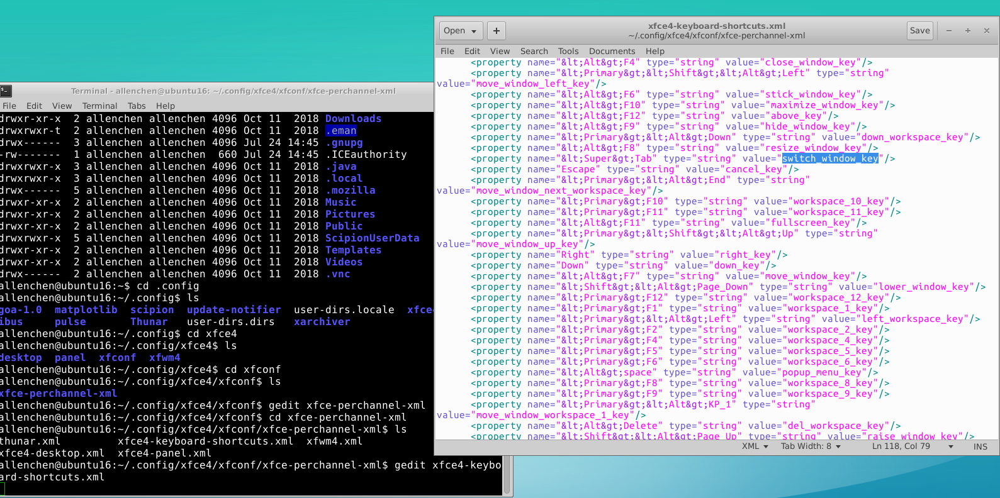 Terminal - allenchen@ubuntu16: ~/.config/xfce4/xfconf/xfce-perchannel-xml
File Edit View Terminal Tabs Help
drwxr-xr-x 2 allenchen allenchen 4096 Oct 11 2018 Downloads
drwxrwxr-t 2 allenchen allenchen 4096 Oct 11 2018 .eman
drwx------ 3 allenchen allenchen 4096 Jul 24 14:45 .gnupg
-rw------- 1 allenchen allenchen 660 Jul 24 14:45 .ICEauthority
drwxr-xr-x 3 allenchen allenchen 4096 Oct 11 2018 .java
drwxr-xr-x 3 allenchen allenchen 4096 Oct 11 2018 .local
drwx------ 5 allenchen allenchen 4096 Oct 11 2018 .mozilla
drwxr-xr-x 2 allenchen allenchen 4096 Oct 11 2018 Music
drwxr-xr-x 2 allenchen allenchen 4096 Oct 11 2018 Pictures
drwxr-xr-x 2 allenchen allenchen 4096 Oct 11 2018 Public
drwxrwxr-x 5 allenchen allenchen 4096 Oct 11 2018 ScipionUserData
drwxr-xr-x 2 allenchen allenchen 4096 Oct 11 2018 Templates
drwxr-xr-x 2 allenchen allenchen 4096 Oct 11 2018 Videos
drwx------ 2 allenchen allenchen 4096 Oct 11 2018 .vnc
allenchen@ubuntu16:~$ cd .config
allenchen@ubuntu16:~/.config$ ls
goa-1.0 matplotlib scipion update-notifier user-dirs.locale xfce4
ibus pulse Thunar user-dirs.dirs xarchiver
allenchen@ubuntu16:~/.config$ cd xfce4
allenchen@ubuntu16:~/.config/xfce4$ ls
desktop panel xfconf xfwm4
allenchen@ubuntu16:~/.config/xfce4$ cd xfconf
allenchen@ubuntu16:~/.config/xfce4/xfconf$ ls
xfce-perchannel-xml
allenchen@ubuntu16:~/.config/xfce4/xfconf$ gedit xfce-perchannel-xml
allenchen@ubuntu16:~/.config/xfce4/xfconf$ cd xfce-perchannel-xml
allenchen@ubuntu16:~/.config/xfce4/xfconf/xfce-perchannel-xml$ ls
thunar.xml xfce4-keyboard-shortcuts.xml xfwm4.xml
xfce4-desktop.xml xfce4-panel.xml
allenchen@ubuntu16:~/.config/xfce4/xfconf/xfce-perchannel-xml$ gedit xfce4-keybo
ard-shortcuts.xml
Open
xfce4-keyboard-shortcuts.xml
~/.config/xfce4/xfconf/xfce-perchannel-xml
Save
File Edit View Search Tools Documents Help
<property name="&lt;Alt&gt;F4" type="string" value="close_window_key"/>
<property name="&lt;Primary&gt;&lt;Shift&gt;&lt;Alt&gt;Left" type="string"
value="move_window_left_key"/>
<property name="&lt;Alt&gt;F6" type="string" value="stick_window_key"/>
<property name="&lt;Alt&gt;F10" type="string" value="maximize_window_key"/>
<property name="&lt;Alt&gt;F12" type="string" value="above_key"/>
<property name="&lt;Alt&gt;F9" type="string" value="hide_window_key"/>
<property name="&lt;Primary&gt;&lt;Alt&gt;Down" type="string" value="down_workspace_key"/>
<property name="&lt;Alt&gt;F8" type="string" value="resize_window_key"/>
<property name="&lt;Super&gt;Tab" type="string" value="switch_window_key"/>
<property name="Escape" type="string" value="cancel_key"/>
<property name="&lt;Primary&gt;&lt;Alt&gt;End" type="string"
value="move_window_next_workspace_key"/>
<property name="&lt;Primary&gt;F10" type="string" value="workspace_10_key"/>
<property name="&lt;Primary&gt;F11" type="string" value="workspace_11_key"/>
<property name="&lt;Alt&gt;F11" type="string" value="fullscreen_key"/>
<property name="&lt;Primary&gt;&lt;Shift&gt;&lt;Alt&gt;Up" type="string"
value="move_window_up_key"/>
<property name="Right" type="string" value="right_key"/>
<property name="Down" type="string" value="down_key"/>
<property name="&lt;Alt&gt;F7" type="string" value="move_window_key"/>
<property name="&lt;Shift&gt;&lt;Alt&gt;Page_Down" type="string" value="lower_window_key"/>
<property name="&lt;Primary&gt;F12" type="string" value="workspace_12_key"/>
<property name="&lt;Primary&gt;F1" type="string" value="workspace_1_key"/>
<property name="&lt;Primary&gt;&lt;Alt&gt;Left" type="string" value="left_workspace_key"/>
<property name="&lt;Primary&gt;F2" type="string" value="workspace_2_key"/>
<property name="&lt;Primary&gt;F4" type="string" value="workspace_4_key"/>
<property name="&lt;Primary&gt;F5" type="string" value="workspace_5_key"/>
<property name="&lt;Primary&gt;F6" type="string" value="workspace_6_key"/>
<property name="&lt;Alt&gt;space" type="string" value="popup_menu_key"/>
<property name="&lt;Primary&gt;F8" type="string" value="workspace_8_key"/>
<property name="&lt;Primary&gt;F9" type="string" value="workspace_9_key"/>
<property name="&lt;Primary&gt;&lt;Alt&gt;KP_1" type="string"
value="move_window_workspace_1_key"/>
<property name="&lt;Alt&gt;Delete" type="string" value="del_workspace_key"/>
<property name="&lt;Shift&gt;&lt;Alt&gt;Page_Up" type="string" value="raise_window_key"/>
XML Tab Width: 8 Ln 118, Col 79 INS